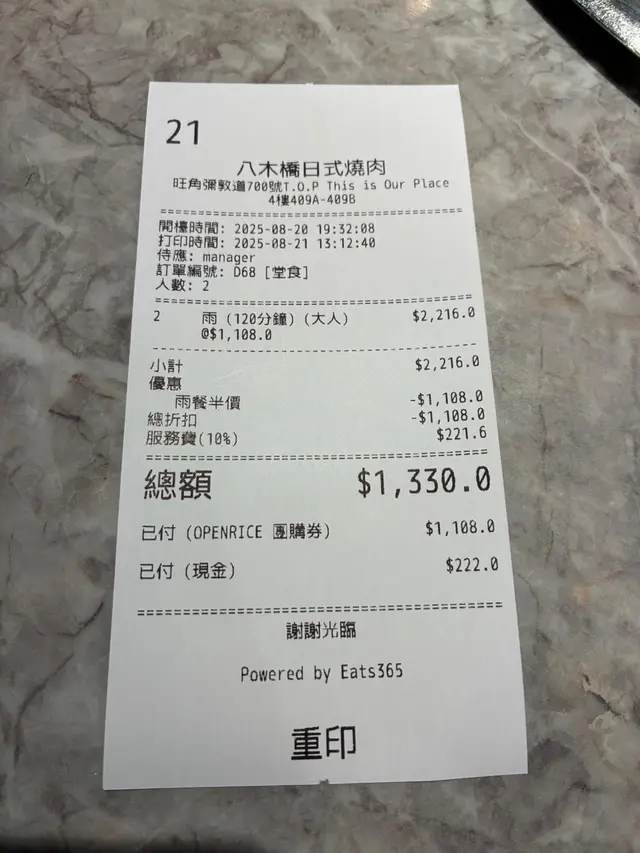 21
八木橋日式燒肉
旺角彌敦道700號T.O.P This is Our Place
4樓409A-409B
開檯時間: 2025-08-20 19:32:08
打印時間: 2025-08-21 13:12:40
侍應: manager
訂單編號: D68 [堂食]
人數: 2
2 雨 (120分鐘) (大人) $2,216.0
@$1,108.0
小計 $2,216.0
優惠
雨餐半價 -$1,108.0
總折扣 -$1,108.0
服務費(10%) $221.6
總額 $1,330.0
已付 (OPENRICE 團購券) $1,108.0
已付 (現金) $222.0
謝謝光臨
Powered by Eats365
重印